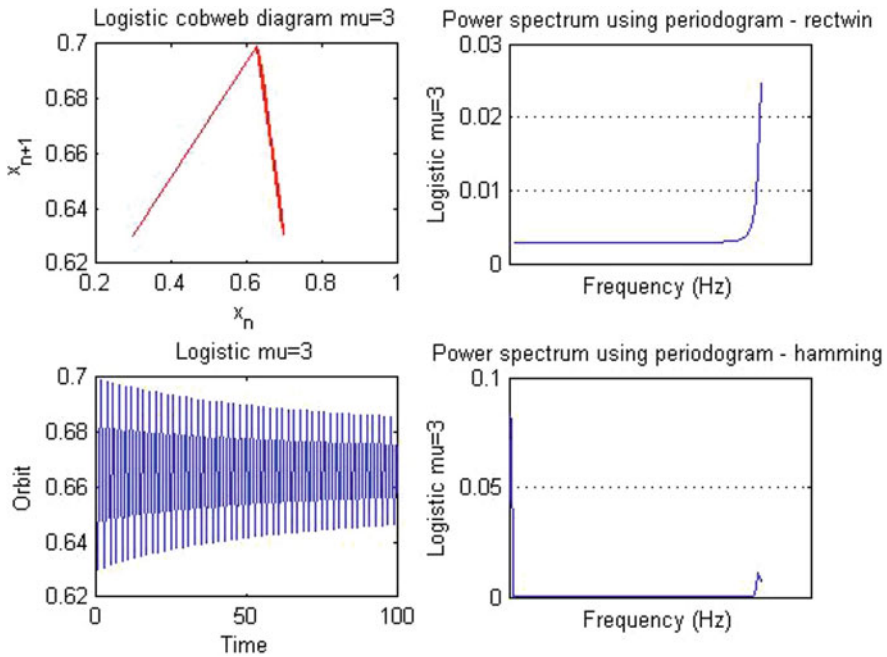 Logistic cobweb diagram mu=3
0.7
0.68
0.66
0.64
0.62
0.2
0.4
0.6
0.8
1
x_{n+1}
x_n
Power spectrum using periodogram - rectwin
0.03
0.02
0.01
0
Logistic mu=3
Frequency (Hz)
Logistic mu=3
0.7
0.68
0.66
0.64
0.62
0
50
100
Orbit
Time
Power spectrum using periodogram - hamming
0.1
0.05
0
Logistic mu=3
Frequency (Hz)